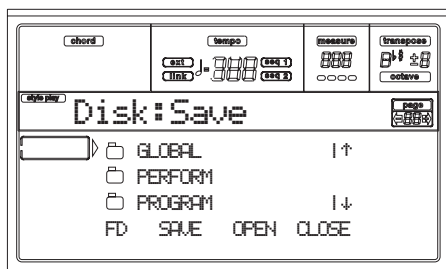 chord tempo measure transpose
ext seq 1
link seq 2
octave
style play
Disk:Save
page
GLOBAL
PERFORM
PROGRAM
FD SAVE OPEN CLOSE